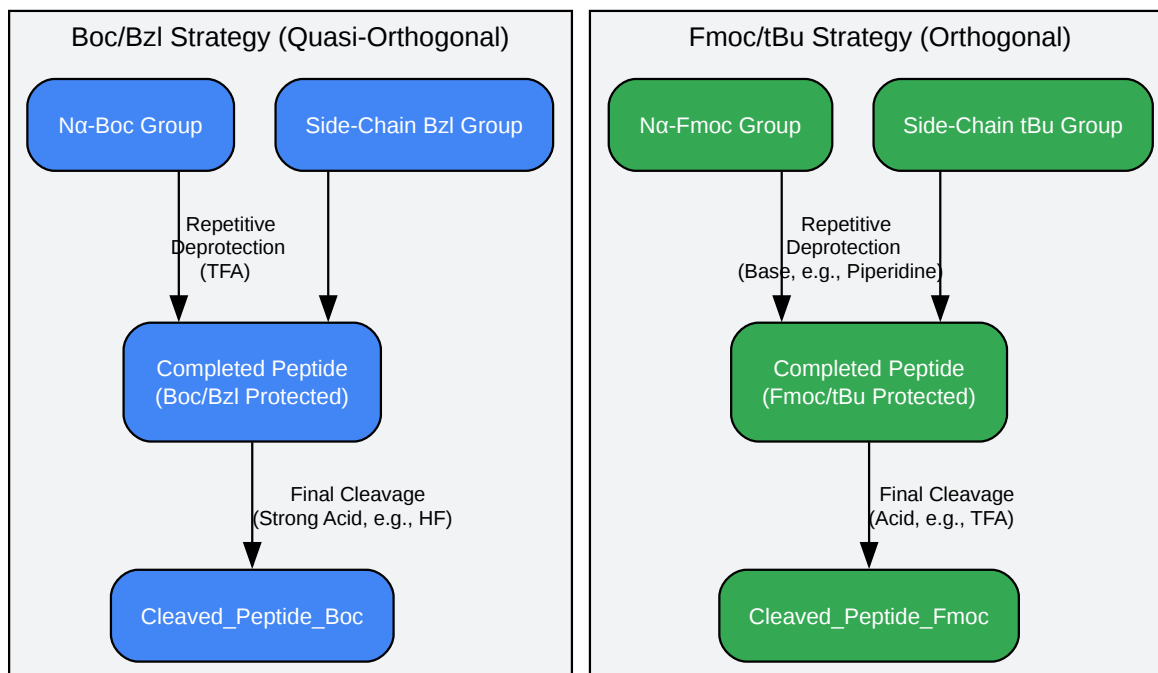 Boc/Bzl Strategy (Quasi-Orthogonal)
Nα-Boc Group
Side-Chain Bzl Group
Repetitive
Deprotection
(TFA)
Completed Peptide
(Boc/Bzl Protected)
Final Cleavage
(Strong Acid, e.g., HF)
Cleaved_Peptide_Boc
Fmoc/tBu Strategy (Orthogonal)
Nα-Fmoc Group
Side-Chain tBu Group
Repetitive
Deprotection
(Base, e.g., Piperidine)
Completed Peptide
(Fmoc/tBu Protected)
Final Cleavage
(Acid, e.g., TFA)
Cleaved_Peptide_Fmoc